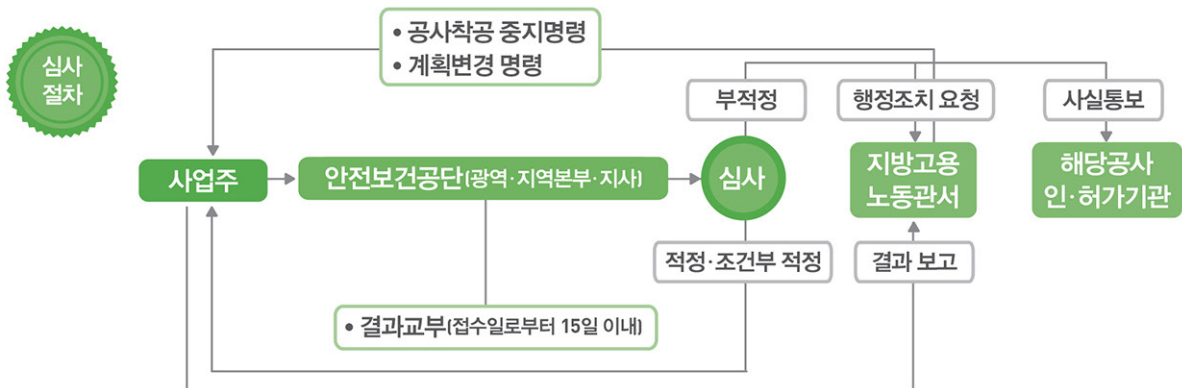 심사
절차
• 공사착공 중지명령
• 계획변경 명령
부적정
행정조치 요청
사실통보
사업주
안전보건공단(광역·지역본부·지사)
심사
지방고용
노동관서
해당공사
인·허가기관
적정·조건부 적정
결과 보고
• 결과교부(접수일로부터 15일 이내)